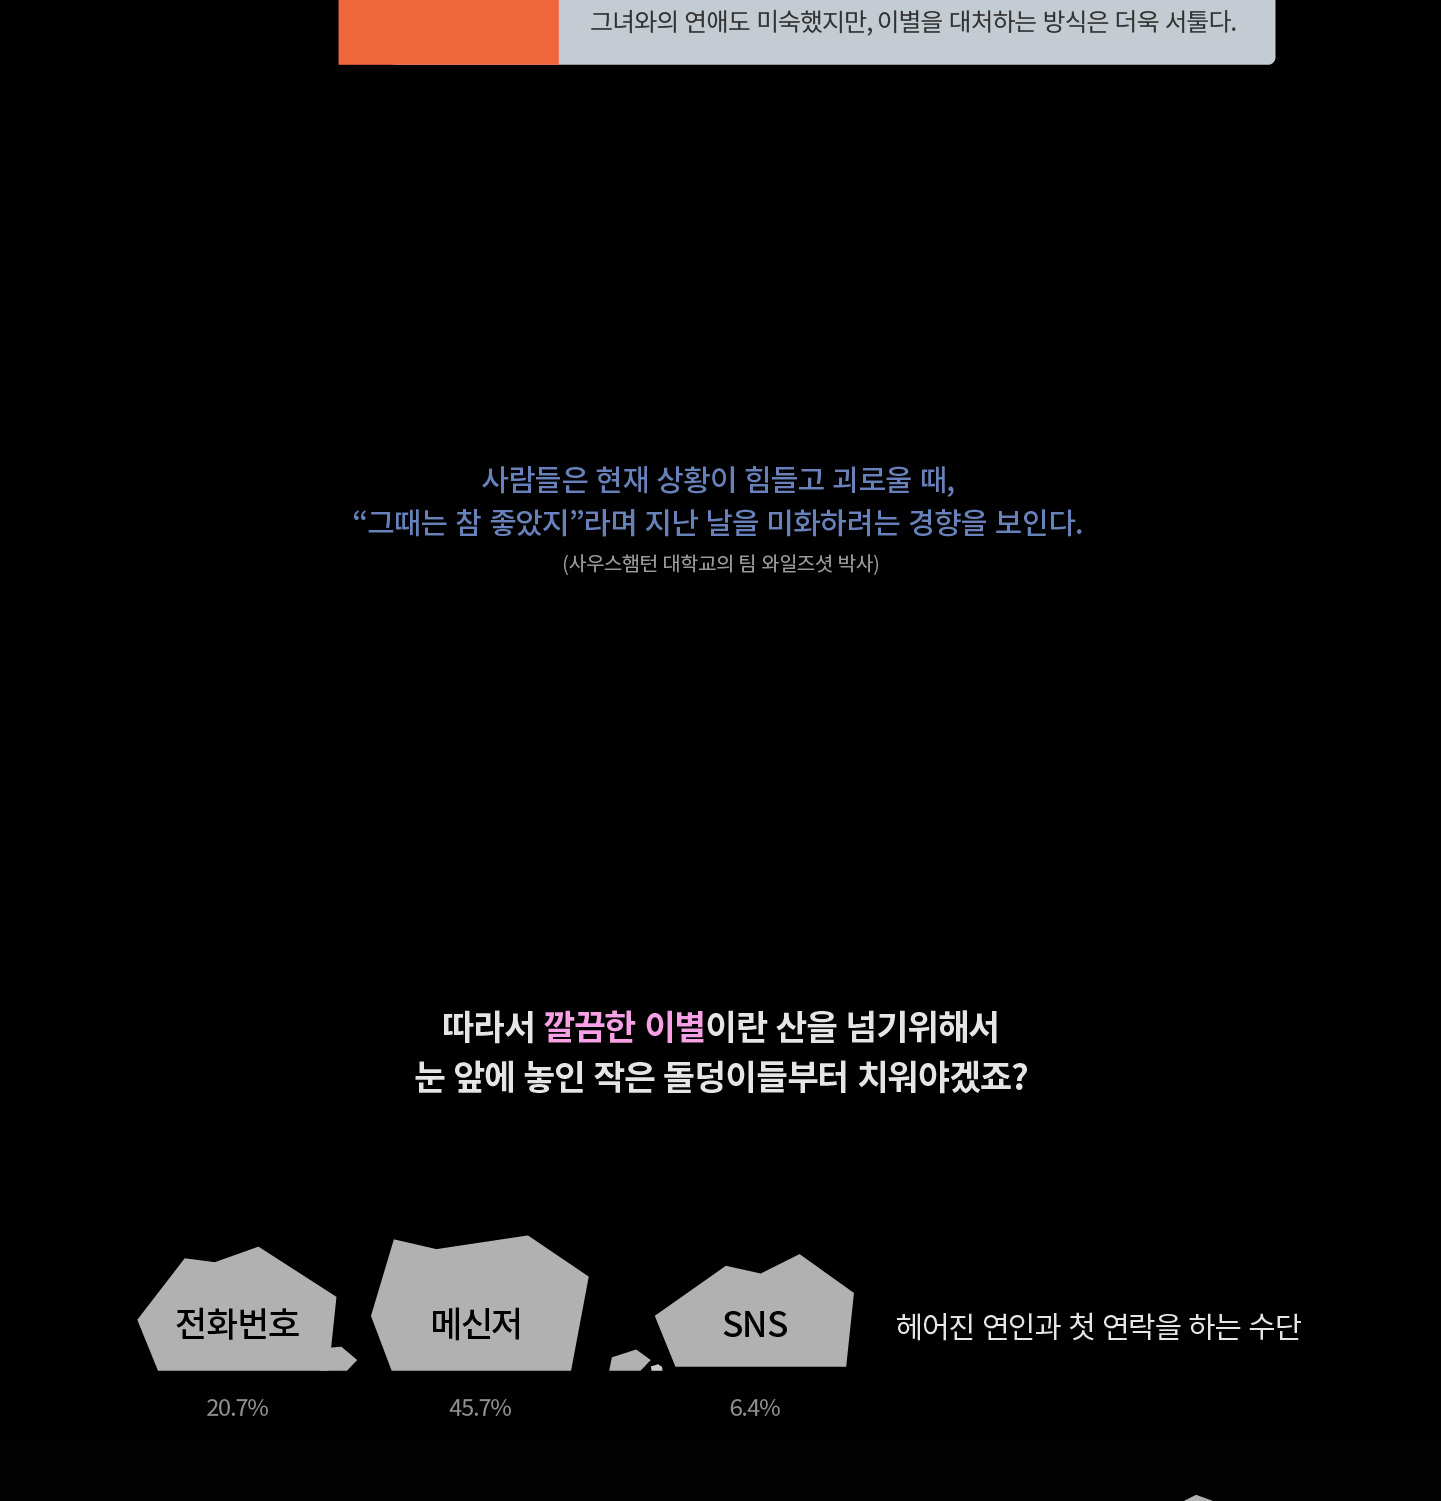 그녀와의 연애도 미숙했지만, 이별을 대처하는 방식은 더욱 서툴다.
사람들은 현재 상황이 힘들고 괴로울 때,
“그때는 참 좋았지”라며 지난 날을 미화하려는 경향을 보인다.
(사우스햄턴 대학교의 팀 와일즈셧 박사)
따라서 깔끔한 이별이란 산을 넘기위해서
눈 앞에 놓인 작은 돌덩이들부터 치워야겠죠?
전화번호
메신저
SNS
헤어진 연인과 첫 연락을 하는 수단
20.7%
45.7%
6.4%